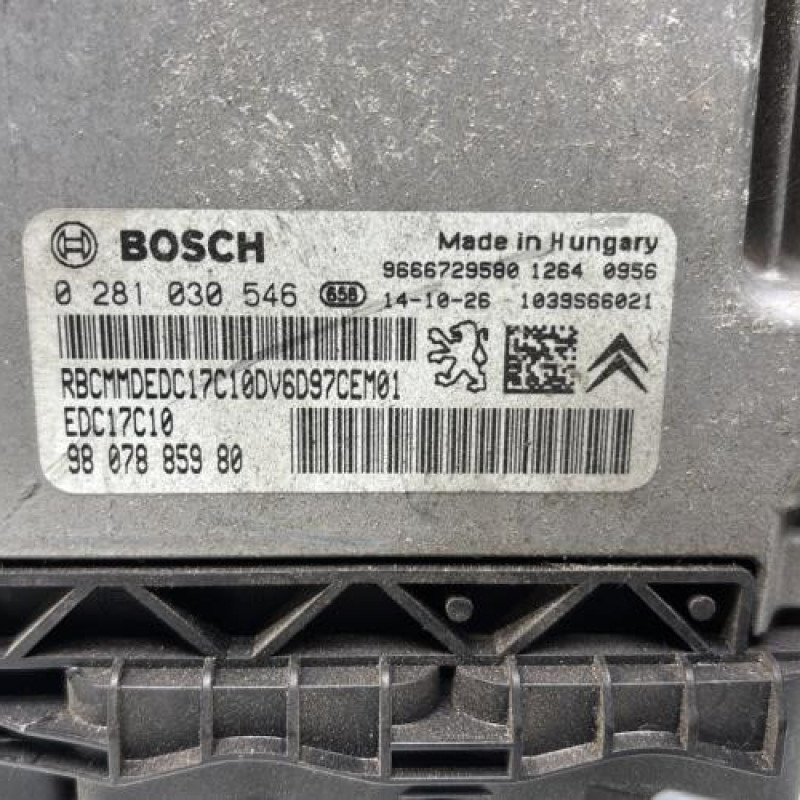 BOSCH
Made in Hungary
9666729580 1264 0956
0 281 030 546 658 14-10-26 1039S66021
RBCMMDEDC17C10DV6D97CEM01
EDC17C10
98 078 859 80